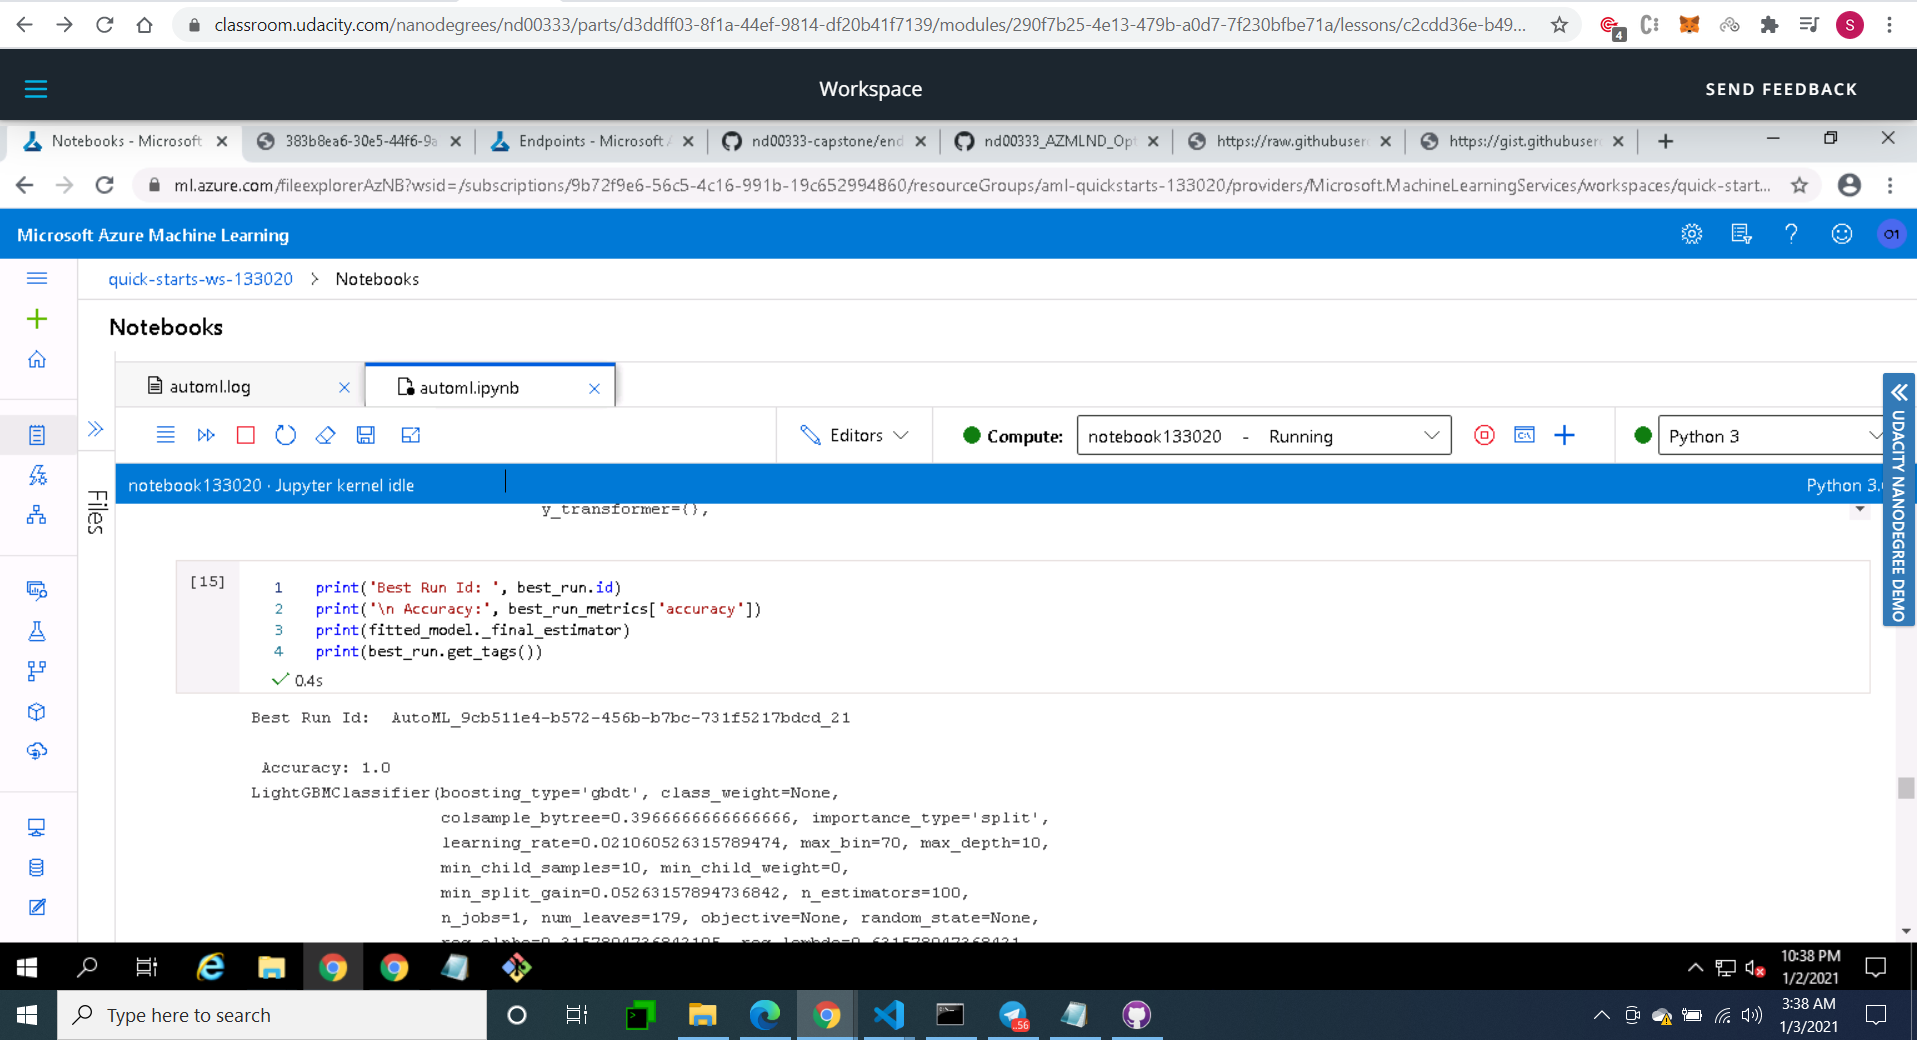 classroom.udacity.com/nanodegrees/nd00333/parts/d3ddff03-8f1a-44ef-9814-df20b41f7139/modules/290f7b25-4e13-479b-a0d7-7f230bfbe71a/lessons/c2cdd36e-b49...
4
S
Workspace
SEND FEEDBACK
Notebooks - Microsoft
383b8ea6-30e5-44f6-9a
Endpoints - Microsoft A
nd00333-capstone/end
nd00333_AZMLND_Opt
https://raw.githubuser
https://gist.githubuser
ml.azure.com/fileexplorerAzNB?wsid=/subscriptions/9b72f9e6-56c5-4c16-991b-19c652994860/resourceGroups/aml-quickstarts-133020/providers/Microsoft.MachineLearningServices/workspaces/quick-start...
Microsoft Azure Machine Learning
01
quick-starts-ws-133020 > Notebooks
Notebooks
automl.log
automl.ipynb
Editors
Compute:
notebook133020 - Running
Python 3
UDACITY NANODEGREE DEMO
Files
notebook133020 · Jupyter kernel idle
Python 3.
y_transformer={},
[15]
1 print('Best Run Id: ', best_run.id)
2 print('\n Accuracy:', best_run_metrics['accuracy'])
3 print(fitted_model._final_estimator)
4 print(best_run.get_tags())
0.4s
Best Run Id:  AutoML_9cb511e4-b572-456b-b7bc-731f5217bdcd_21
Accuracy: 1.0
LightGBMClassifier(boosting_type='gbdt', class_weight=None,
colsample_bytree=0.3966666666666666, importance_type='split',
learning_rate=0.021060526315789474, max_bin=70, max_depth=10,
min_child_samples=10, min_child_weight=0,
min_split_gain=0.05263157894736842, n_estimators=100,
n_jobs=1, num_leaves=179, objective=None, random_state=None,
reg_alpha=0.3157894736842105, reg_lambda=0.631578947368421,
10:38 PM
1/2/2021
Type here to search
.56
3:38 AM
1/3/2021